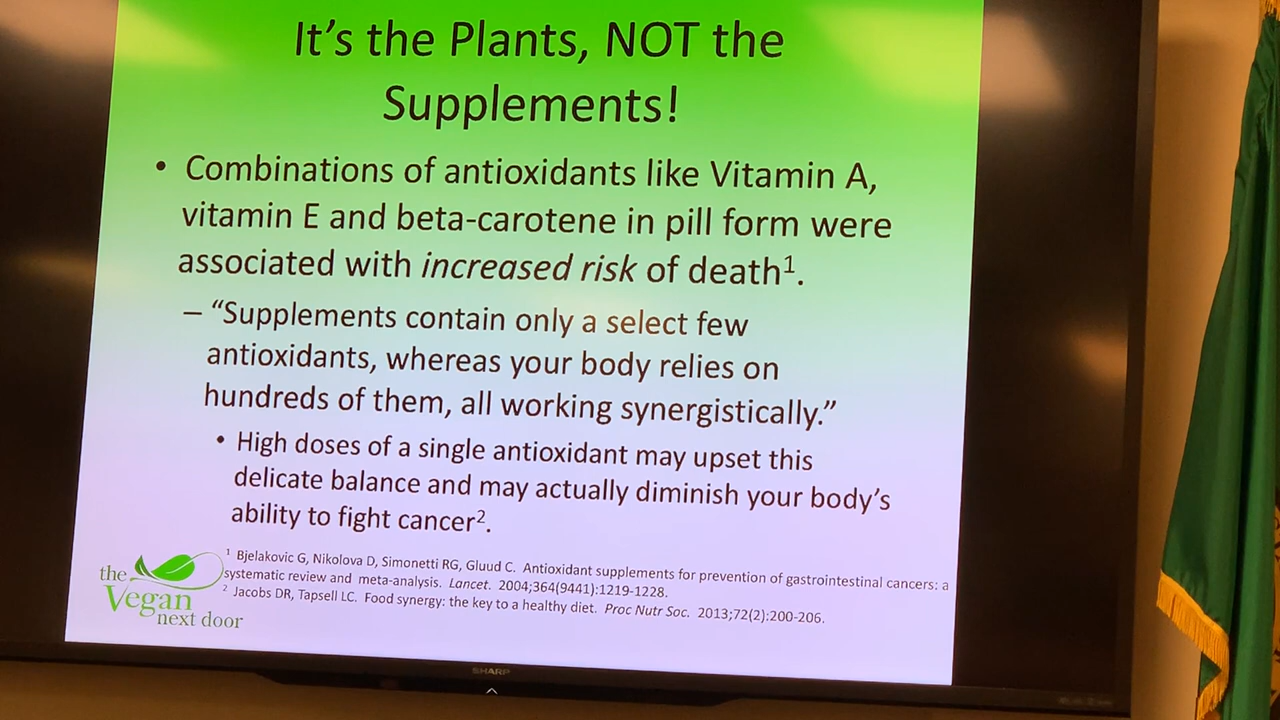 It's the Plants, NOT the
Supplements!
• Combinations of antioxidants like Vitamin A,
vitamin E and beta-carotene in pill form were
associated with increased risk of death¹.
– “Supplements contain only a select few
antioxidants, whereas your body relies on
hundreds of them, all working synergistically.”
• High doses of a single antioxidant may upset this
delicate balance and may actually diminish your body’s
ability to fight cancer².
¹ Bjelakovic G, Nikolova D, Simonetti RG, Gluud C. Antioxidant supplements for prevention of gastrointestinal cancers: a
systematic review and meta-analysis. Lancet. 2004;364(9441):1219-1228.
² Jacobs DR, Tapsell LC. Food synergy: the key to a healthy diet. Proc Nutr Soc. 2013;72(2):200-206.
the
Vegan
next door
SHARP